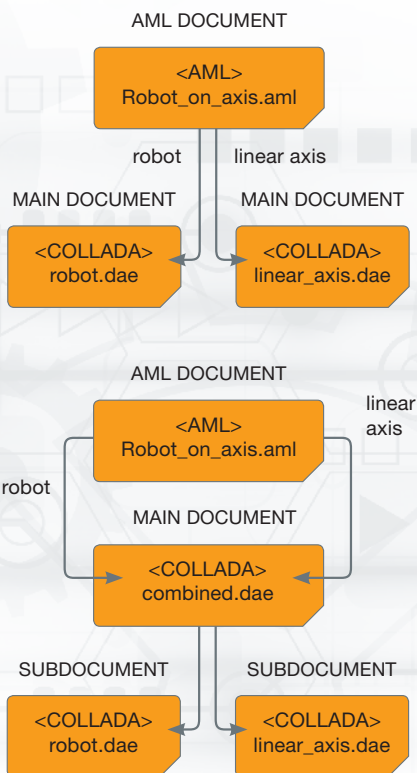 AML DOCUMENT
<AML>
Robot_on_axis.aml
robot
linear axis
MAIN DOCUMENT
MAIN DOCUMENT
<COLLADA>
robot.dae
<COLLADA>
linear_axis.dae
AML DOCUMENT
<AML>
Robot_on_axis.aml
linear
axis
robot
MAIN DOCUMENT
<COLLADA>
combined.dae
SUBDOCUMENT
SUBDOCUMENT
<COLLADA>
robot.dae
<COLLADA>
linear_axis.dae